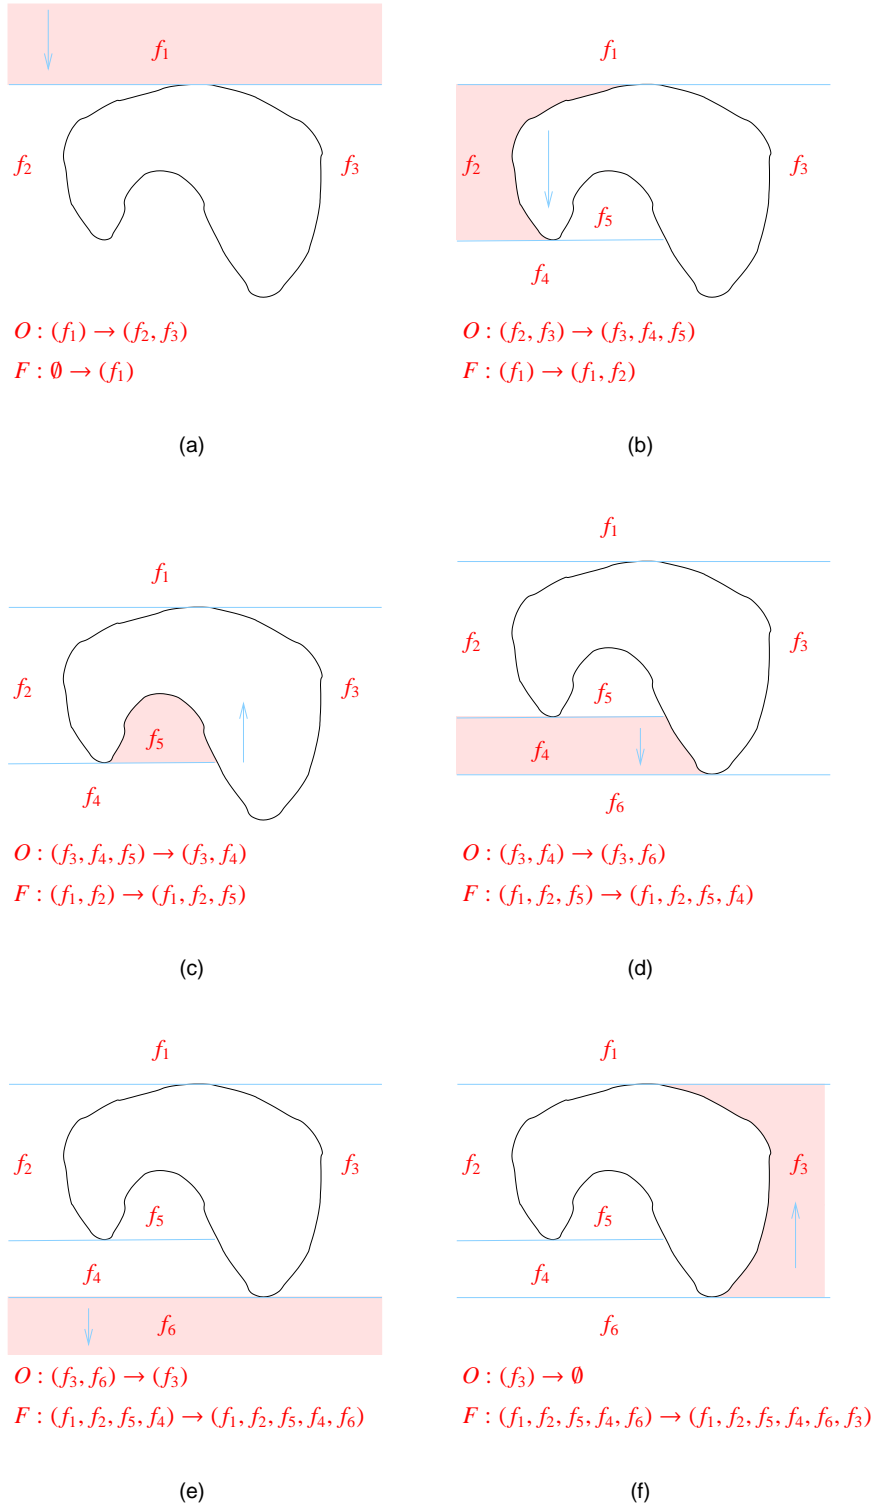 f₁
f₂
f₃
O : (f₁) → (f₂, f₃)
F : ∅ → (f₁)
(a)
f₁
f₂
f₃
f₅
f₄
O : (f₂, f₃) → (f₃, f₄, f₅)
F : (f₁) → (f₁, f₂)
(b)
f₁
f₂
f₃
f₅
f₄
O : (f₃, f₄, f₅) → (f₃, f₄)
F : (f₁, f₂) → (f₁, f₂, f₅)
(c)
f₁
f₂
f₃
f₅
f₄
f₆
O : (f₃, f₄) → (f₃, f₆)
F : (f₁, f₂, f₅) → (f₁, f₂, f₅, f₄)
(d)
f₁
f₂
f₃
f₅
f₄
f₆
O : (f₃, f₆) → (f₃)
F : (f₁, f₂, f₅, f₄) → (f₁, f₂, f₅, f₄, f₆)
(e)
f₁
f₂
f₃
f₅
f₄
f₆
O : (f₃) → ∅
F : (f₁, f₂, f₅, f₄, f₆) → (f₁, f₂, f₅, f₄, f₆, f₃)
(f)